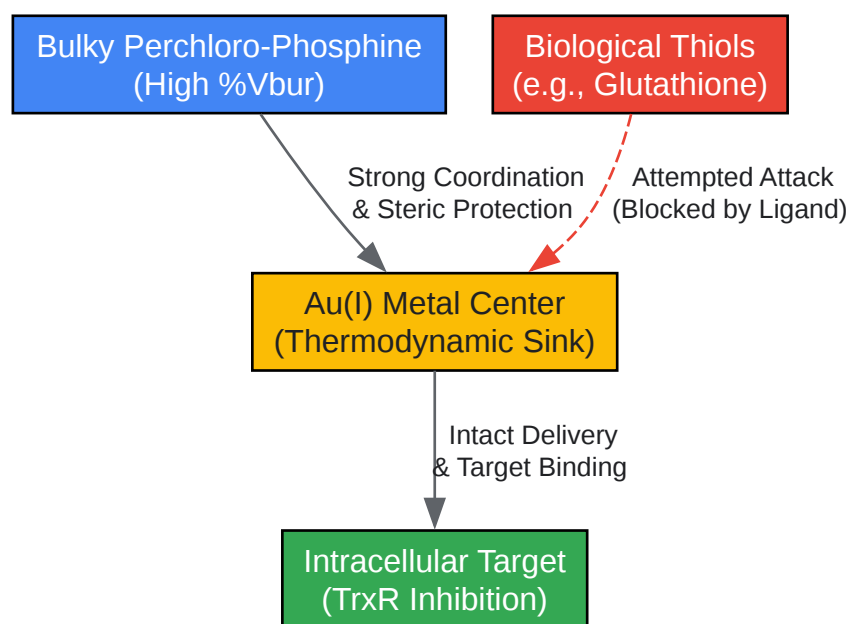 Bulky Perchloro-Phosphine
(High %Vbur)
Biological Thiols
(e.g., Glutathione)
Strong Coordination
& Steric Protection
Attempted Attack
(Blocked by Ligand)
Au(I) Metal Center
(Thermodynamic Sink)
Intact Delivery
& Target Binding
Intracellular Target
(TrxR Inhibition)